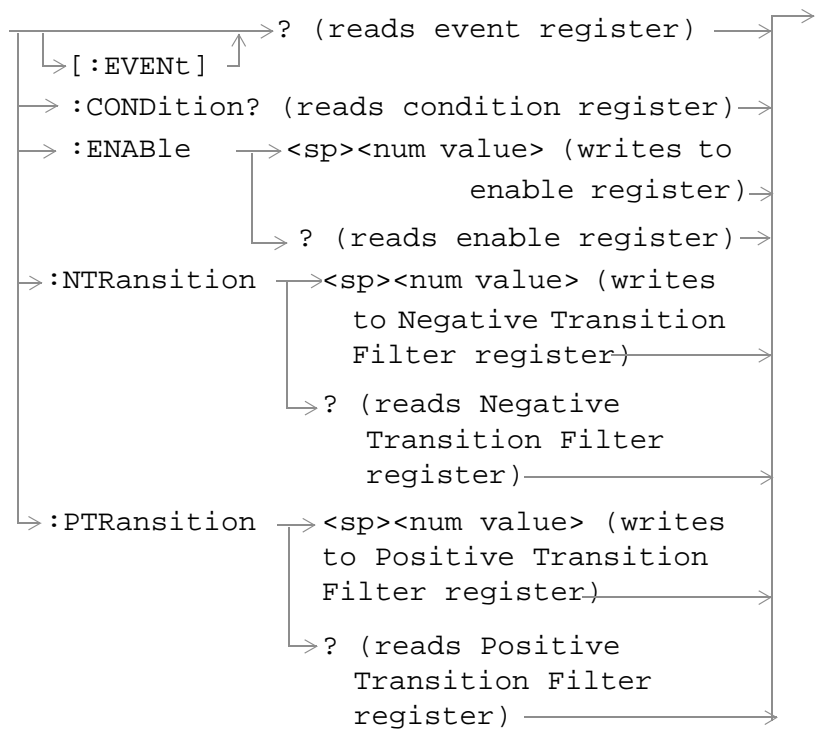 ? (reads event register)
[:EVENt]
:CONDition? (reads condition register)
:ENABle <sp><num value> (writes to
enable register)
? (reads enable register)
:NTRansition <sp><num value> (writes
to Negative Transition
Filter register)
? (reads Negative
Transition Filter
register)
:PTRansition <sp><num value> (writes
to Positive Transition
Filter register)
? (reads Positive
Transition Filter
register)